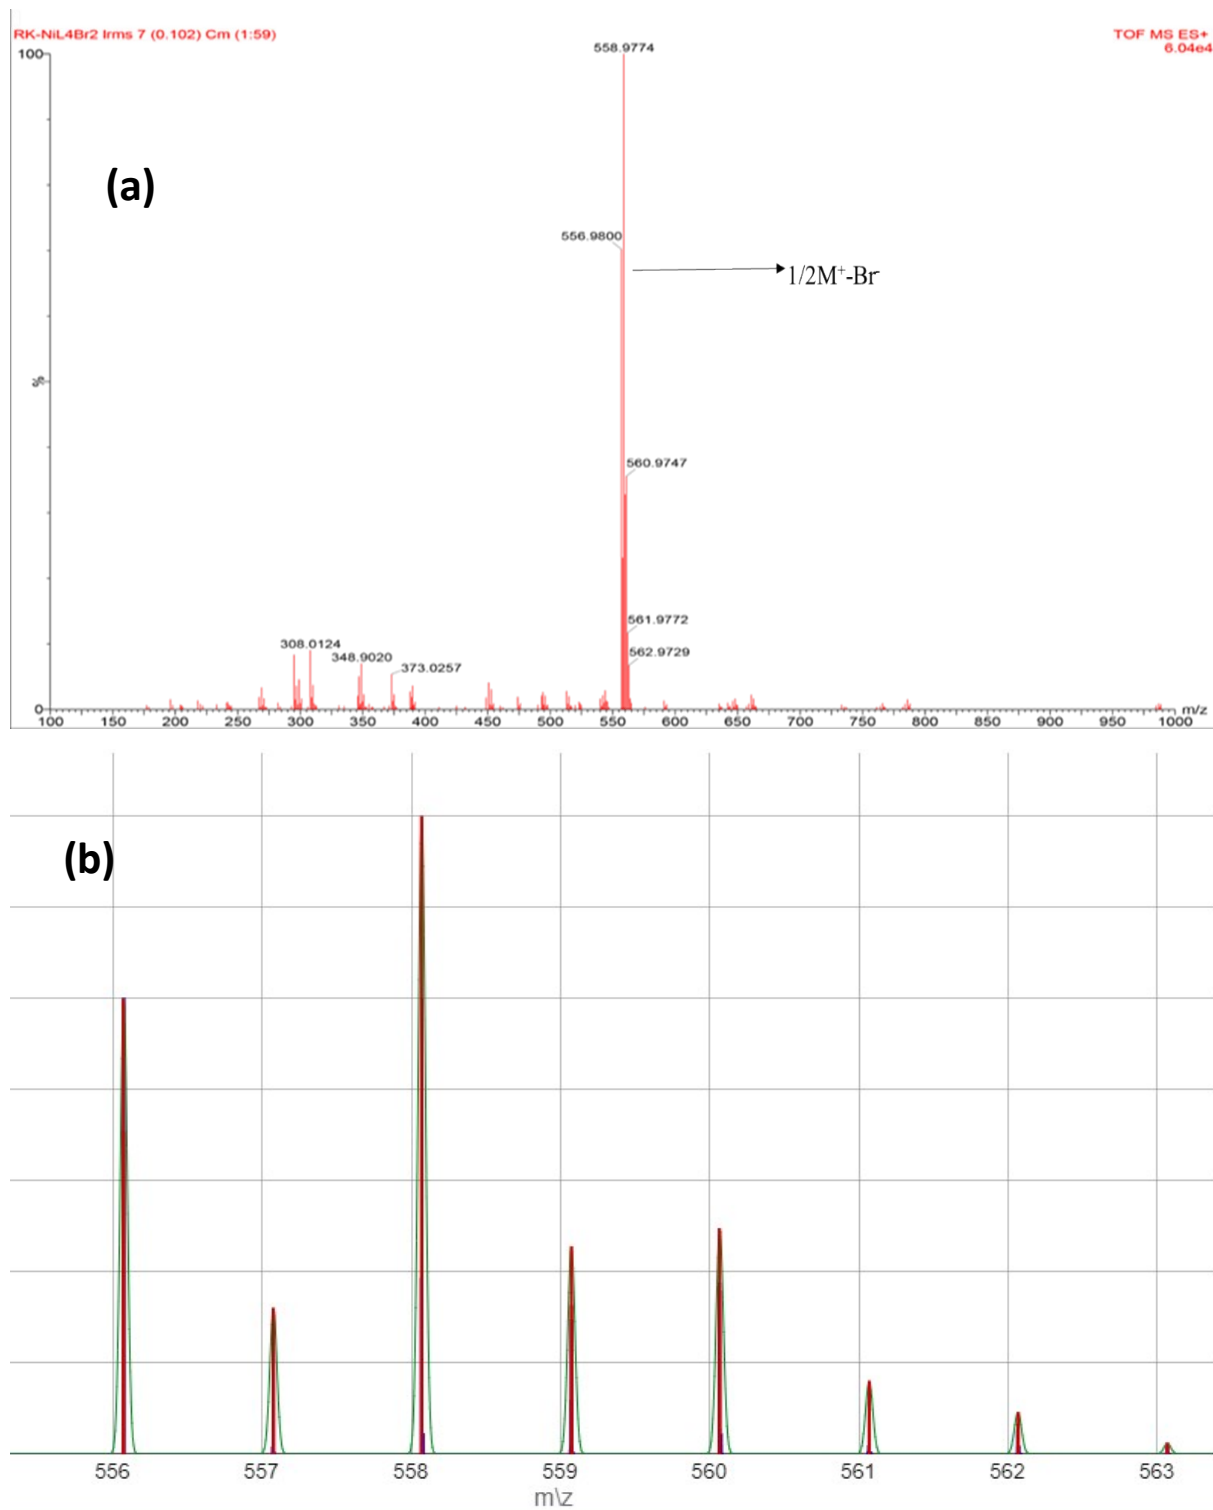 RK-NiL4Br2 lrms 7 (0.102) Cm (1:59)
TOF MS ES+
6.04e4
100
558.9774
(a)
556.9800
1/2M⁺-Br⁻
%
560.9747
561.9772
562.9729
308.0124
348.9020
373.0257
0
100 150 200 250 300 350 400 450 500 550 600 650 700 750 800 850 900 950 1000 m/z
(b)
556 557 558 559 560 561 562 563
m\z